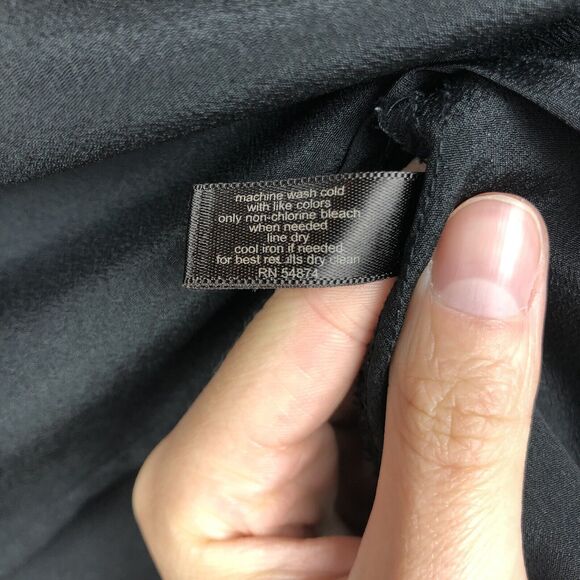 machine wash cold
with like colors
only non-chlorine bleach
when needed
line dry
cool iron if needed
for best results dry clean
RN 54874